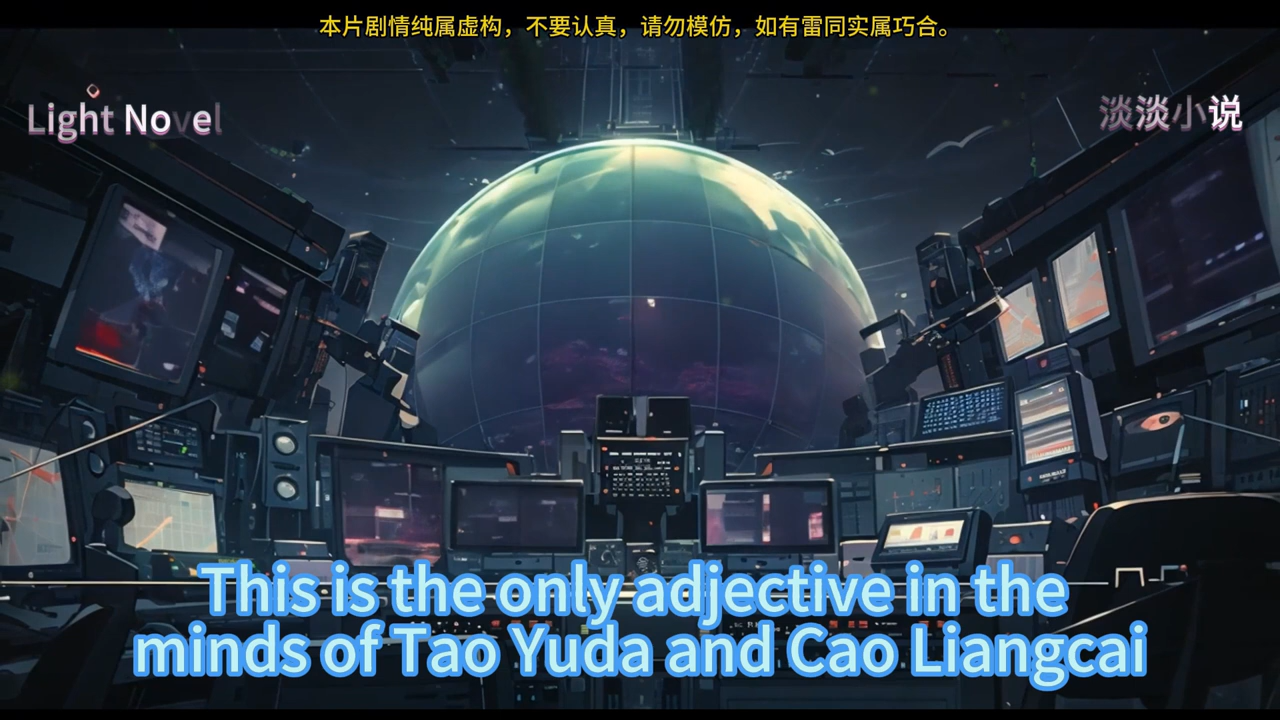 本片剧情纯属虚构，不要认真，请勿模仿，如有雷同实属巧合。
Light Novel
淡淡小说
This is the only adjective in the
minds of Tao Yuda and Cao Liangcai